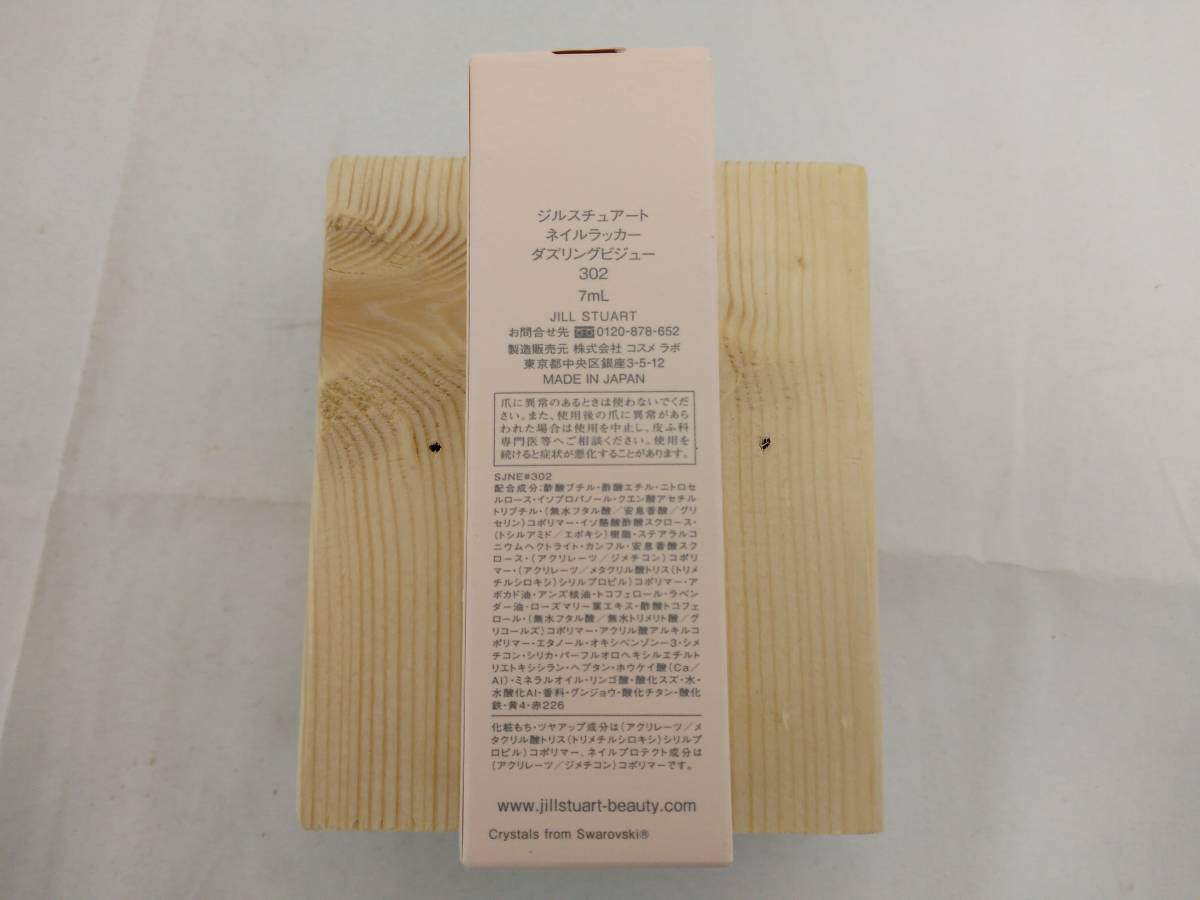 ジルスチュアート
ネイルラッカー
ダズリングビジュー
302
7mL
JILL STUART
お問合せ先 0120-878-652
製造販売元 株式会社 コスメ ラボ
東京都中央区銀座3-5-12
MADE IN JAPAN
爪に異常のあるときは使わないでくだ
さい。また、使用後の爪に異常があら
われた場合は使用を中止し、皮ふ科
専門医等へご相談ください。使用を
続けると症状が悪化することがあります。
SJNE#302
配合成分:酢酸ブチル・酢酸エチル・ニトロセ
ルロース・イソプロパノール・クエン酸アセチル
トリブチル・(無水フタル酸/安息香酸/グリ
セリン)コポリマー・イソ酪酸酢酸スクロース・
(トシルアミド/エポキシ)樹脂・ステアラルコ
ニウムヘクトライト・カンフル・安息香酸スク
ロース・(アクリレーツ/ジメチコン)コポリ
マー・(アクリレーツ/メタクリル酸トリス(トリメ
チルシロキシ)シリルプロピル)コポリマー・ア
ボカド油・アンズ核油・トコフェロール・ラベン
ダー油・ローズマリー葉エキス・酢酸トコフェ
ロール・(無水フタル酸/無水トリメリト酸/グ
リコールズ)コポリマー・アクリル酸アルキルコ
ポリマー・エタノール・オキシベンゾン-3・シメ
チコン・シリカ・パーフルオロヘキシルエチルト
リエトキシシラン・ヘプタン・ホウケイ酸(Ca/
Al)・ミネラルオイル・リンゴ酸・酸化スズ・水・
水酸化Al・香料・グンジョウ・酸化チタン・酸化
鉄・黄4・赤226
化粧もち・ツヤアップ成分は(アクリレーツ/メ
タクリル酸トリス(トリメチルシロキシ)シリルプ
ロピル)コポリマー、ネイルプロテクト成分は
(アクリレーツ/ジメチコン)コポリマーです。
www.jillstuart-beauty.com
Crystals from Swarovski®